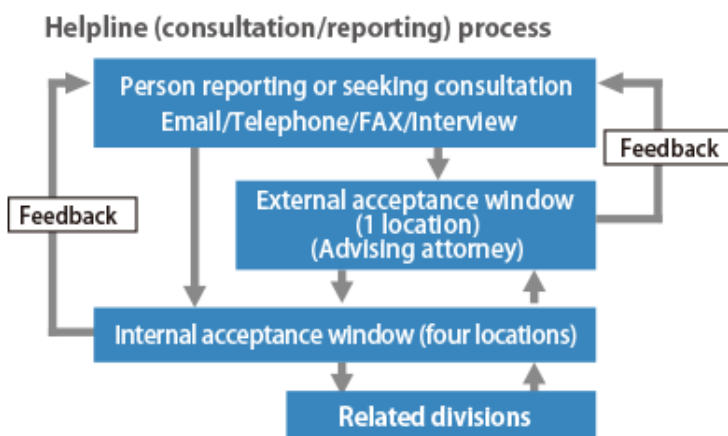 Helpline (consultation/reporting) process
Person reporting or seeking consultation
Email/Telephone/FAX/Interview
Feedback
External acceptance window
(1 location)
(Advising attorney)
Feedback
Internal acceptance window (four locations)
Related divisions